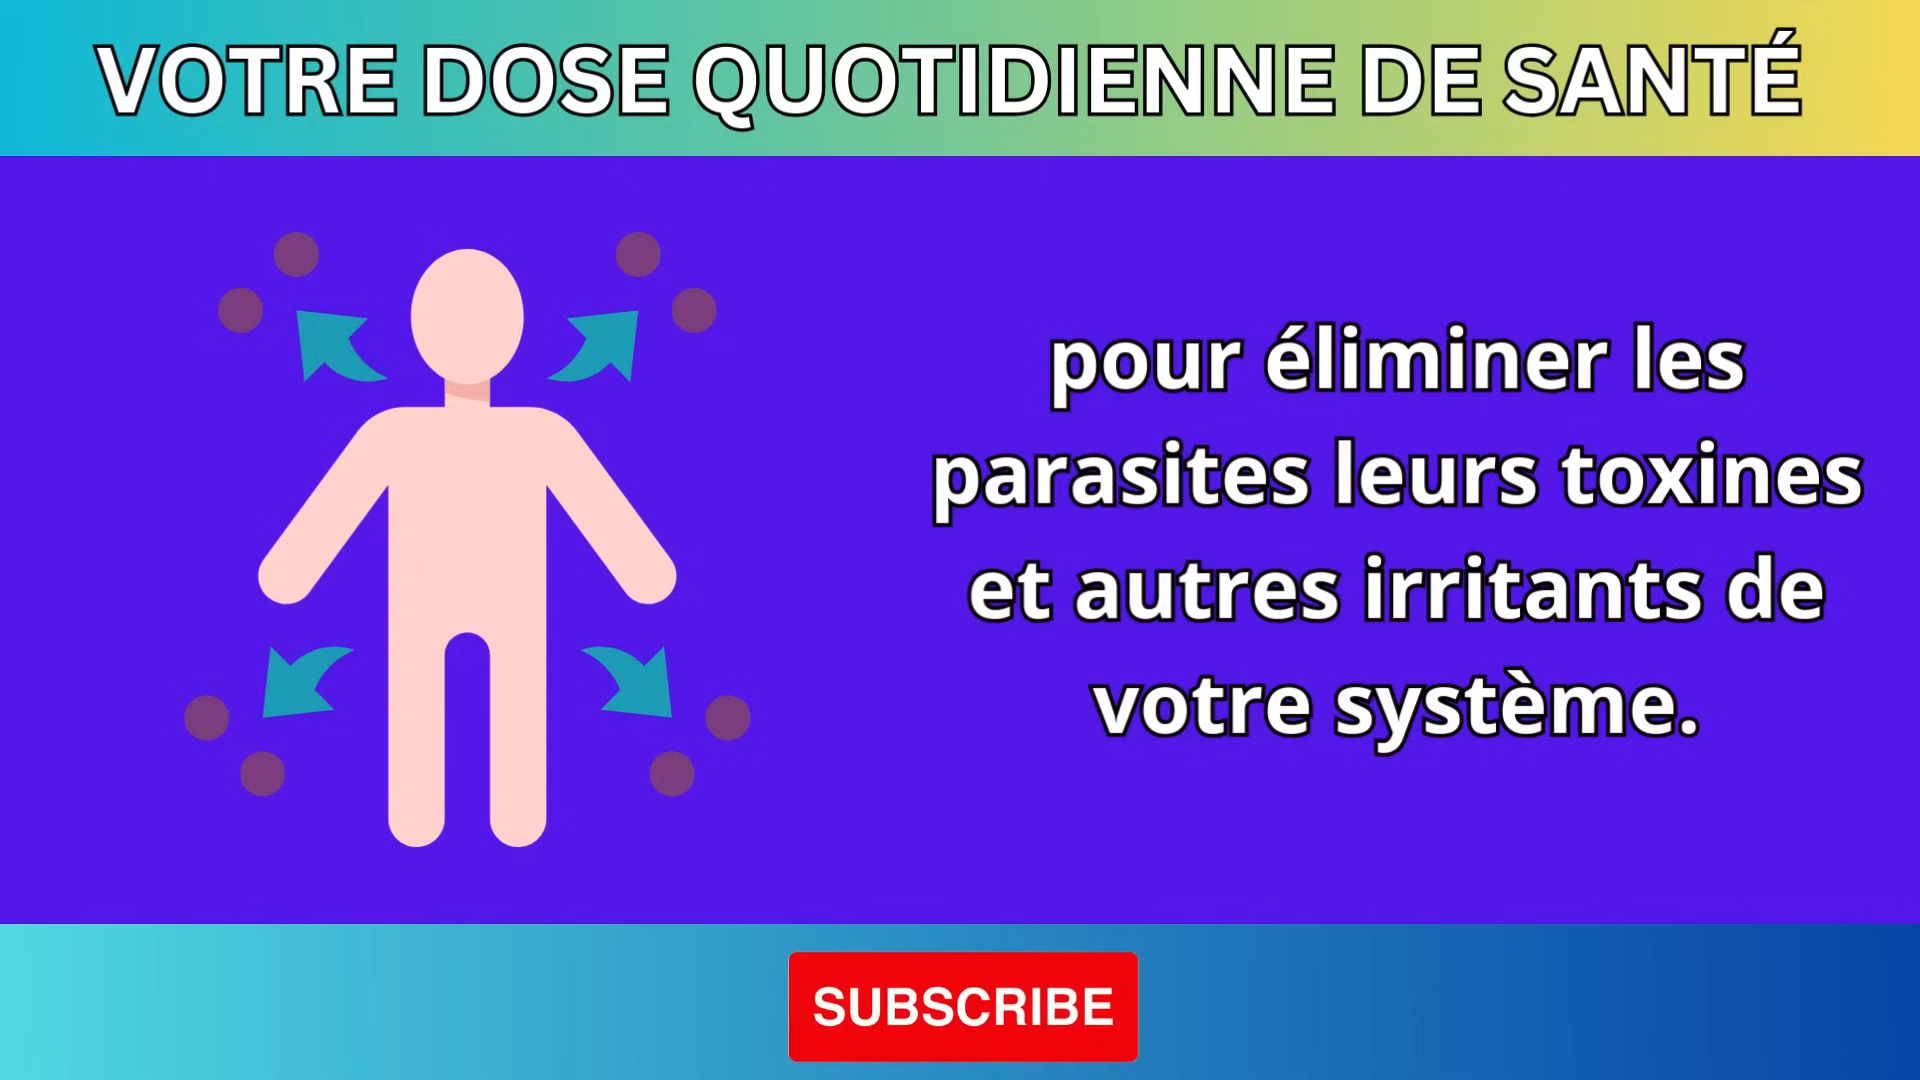 VOTRE DOSE QUOTIDIENNE DE SANTÉ
pour éliminer les
parasites leurs toxines
et autres irritants de
votre système.
SUBSCRIBE